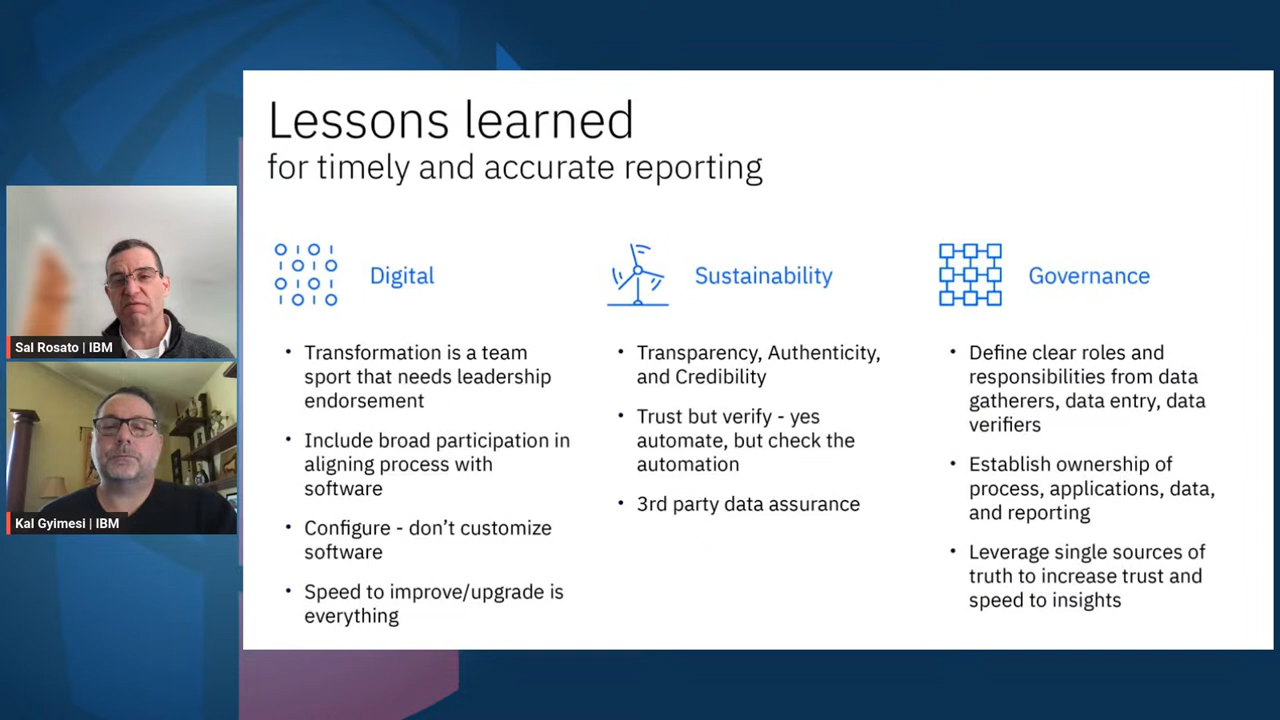 Lessons learned
for timely and accurate reporting
Digital
• Transformation is a team
sport that needs leadership
endorsement
• Include broad participation in
aligning process with
software
• Configure - don’t customize
software
• Speed to improve/upgrade is
everything
Sustainability
• Transparency, Authenticity,
and Credibility
• Trust but verify - yes
automate, but check the
automation
• 3rd party data assurance
Governance
• Define clear roles and
responsibilities from data
gatherers, data entry, data
verifiers
• Establish ownership of
process, applications, data,
and reporting
• Leverage single sources of
truth to increase trust and
speed to insights
Sal Rosato | IBM
Kal Gyimesi | IBM